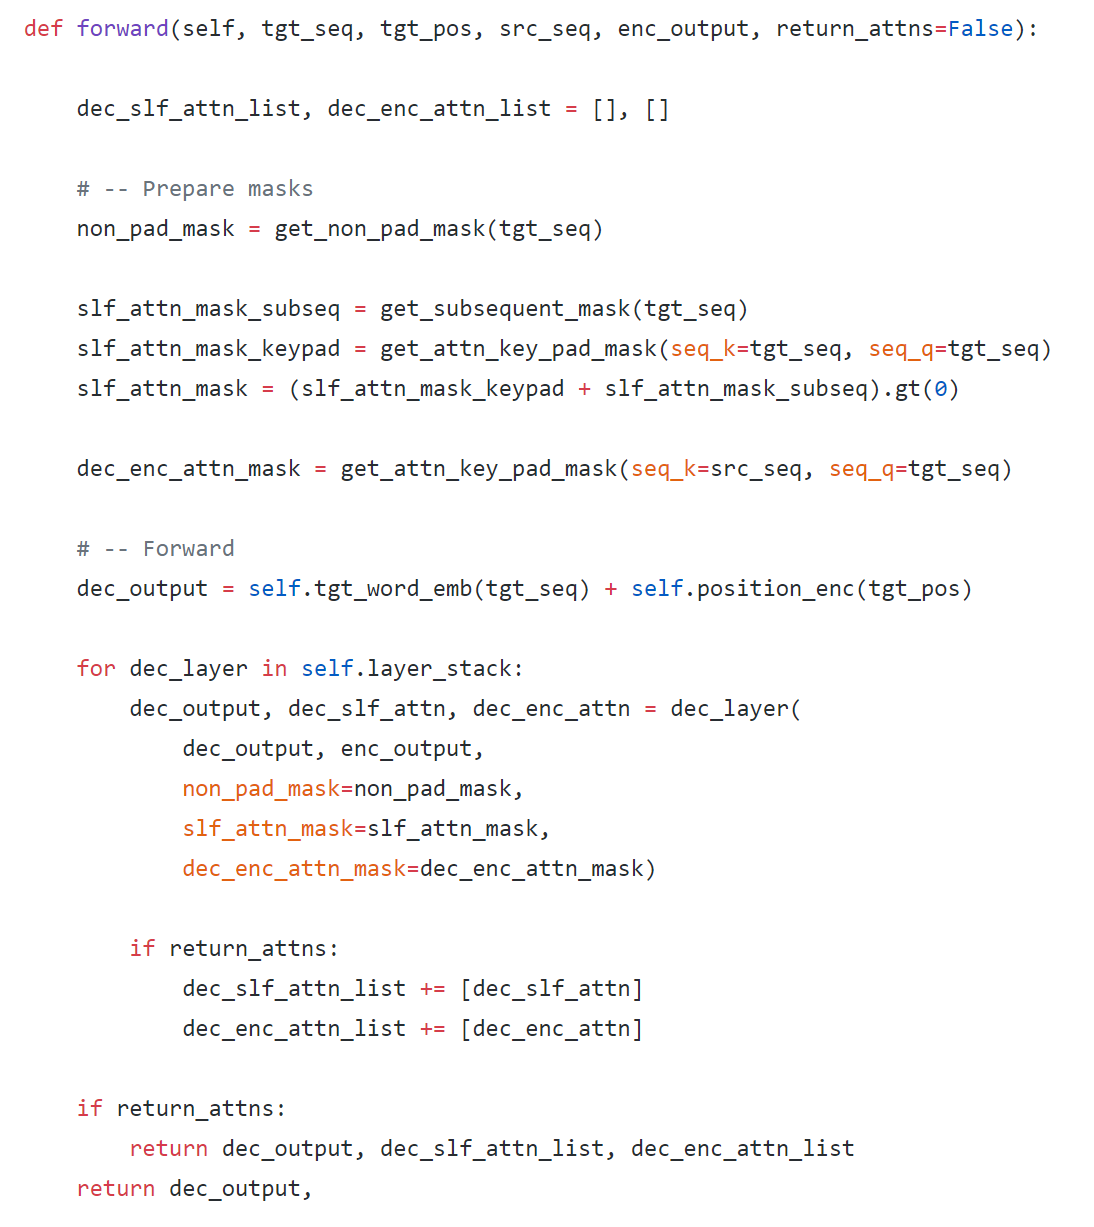 def forward(self, tgt_seq, tgt_pos, src_seq, enc_output, return_attns=False):
dec_slf_attn_list, dec_enc_attn_list = [], []
# -- Prepare masks
non_pad_mask = get_non_pad_mask(tgt_seq)
slf_attn_mask_subseq = get_subsequent_mask(tgt_seq)
slf_attn_mask_keypad = get_attn_key_pad_mask(seq_k=tgt_seq, seq_q=tgt_seq)
slf_attn_mask = (slf_attn_mask_keypad + slf_attn_mask_subseq).gt(0)
dec_enc_attn_mask = get_attn_key_pad_mask(seq_k=src_seq, seq_q=tgt_seq)
# -- Forward
dec_output = self.tgt_word_emb(tgt_seq) + self.position_enc(tgt_pos)
for dec_layer in self.layer_stack:
dec_output, dec_slf_attn, dec_enc_attn = dec_layer(
dec_output, enc_output,
non_pad_mask=non_pad_mask,
slf_attn_mask=slf_attn_mask,
dec_enc_attn_mask=dec_enc_attn_mask)
if return_attns:
dec_slf_attn_list += [dec_slf_attn]
dec_enc_attn_list += [dec_enc_attn]
if return_attns:
return dec_output, dec_slf_attn_list, dec_enc_attn_list
return dec_output,